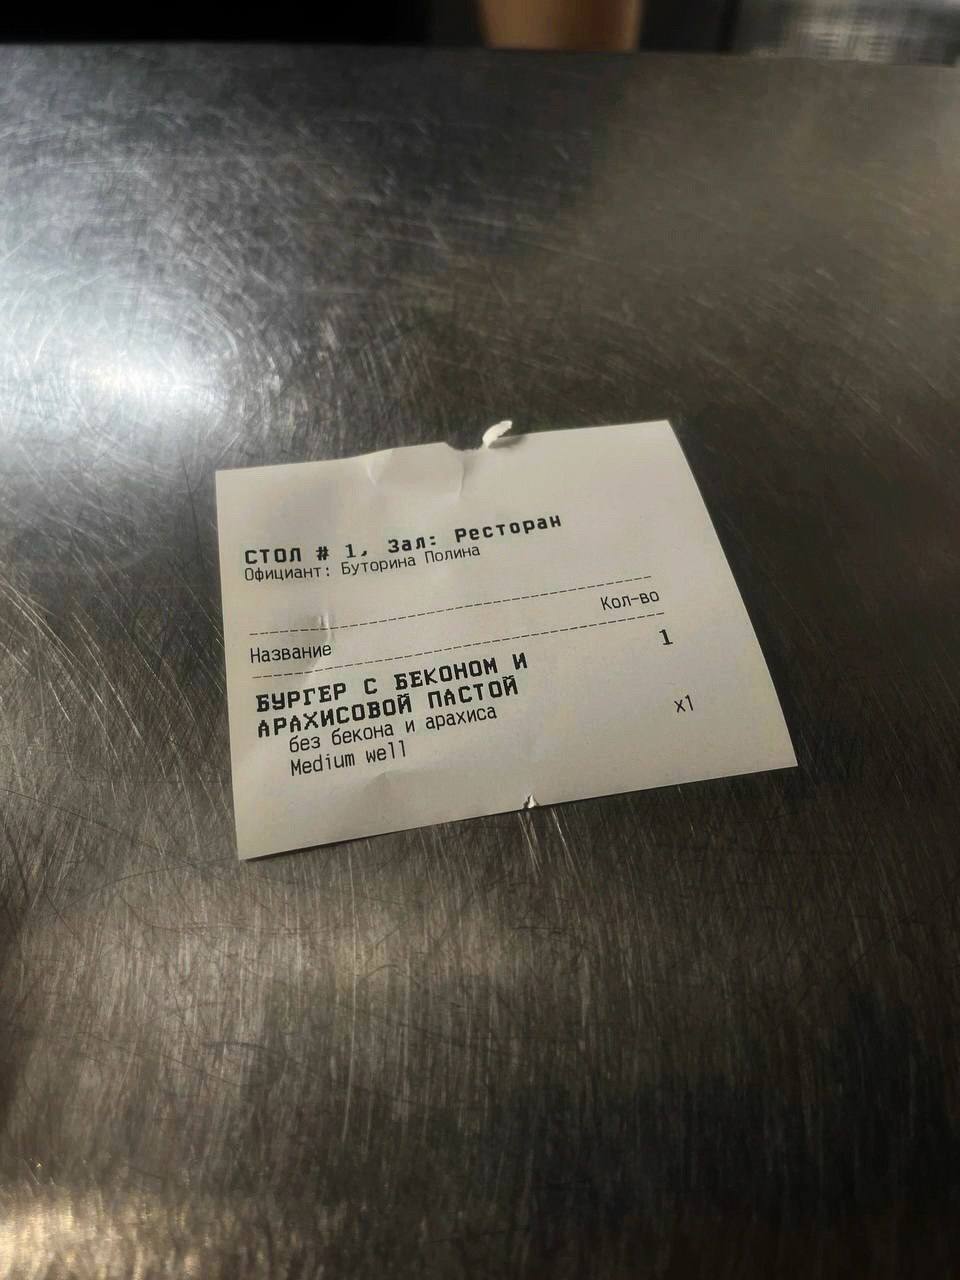 СТОЛ # 1, Зал: Ресторан
Официант: Буторина Полина
Название Кол-во
БУРГЕР С БЕКОНОМ И 1
АРАХИСОВОЙ ПАСТОЙ
без бекона и арахиса x1
Medium well